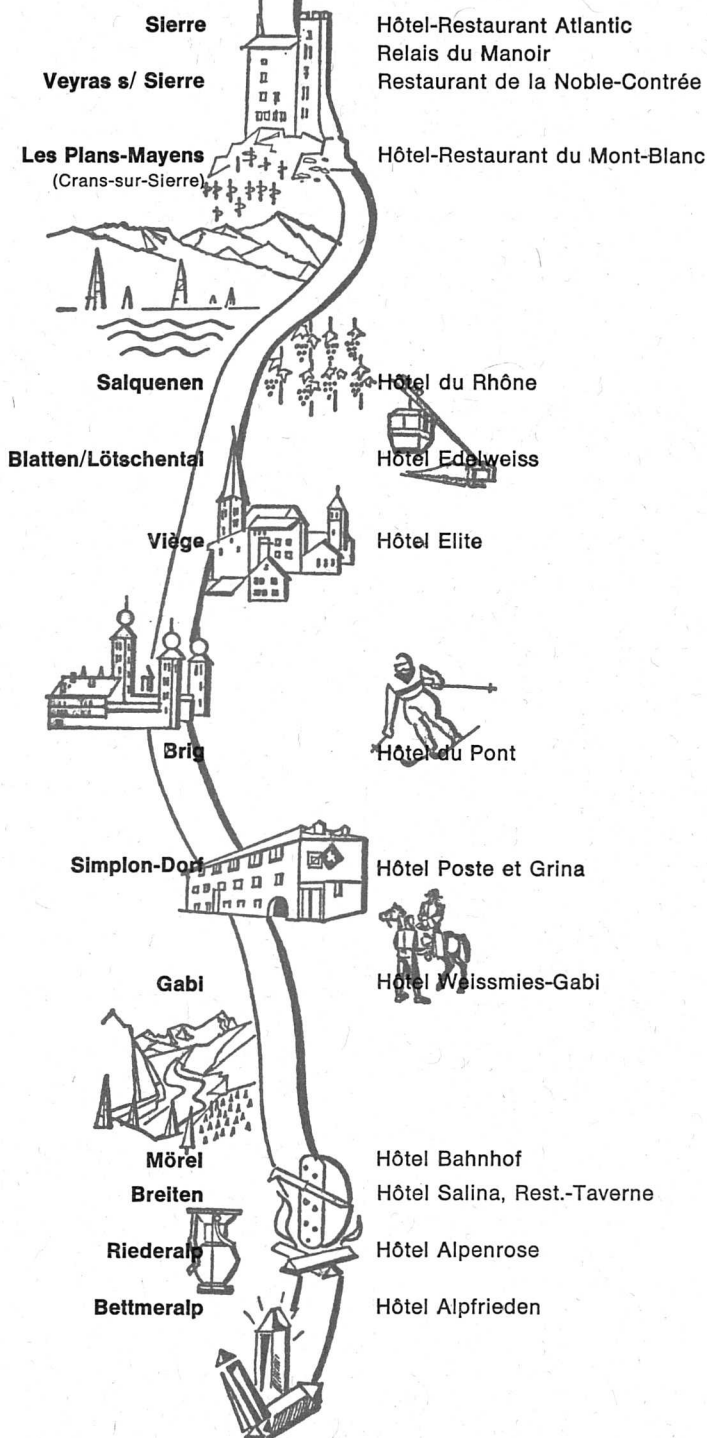 Sierre Hôtel-Restaurant Atlantic
Relais du Manoir
Veyras s/ Sierre Restaurant de la Noble-Contrée
Les Plans-Mayens Hôtel-Restaurant du Mont-Blanc
(Crans-sur-Sierre)
Salquenen Hôtel du Rhône
Blatten/Lötschental Hôtel Edelweiss
Viège Hôtel Elite
Brig Hôtel du Pont
Simplon-Dorf Hôtel Poste et Grina
Gabi Hôtel Weissmies-Gabi
Mörel Hôtel Bahnhof
Breiten Hôtel Salina, Rest.-Taverne
Riederalp Hôtel Alpenrose
Bettmeralp Hôtel Alpfrieden